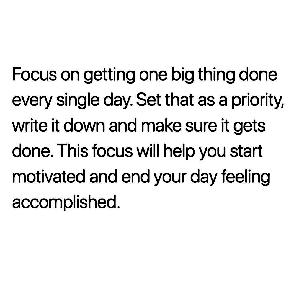 Focus on getting one big thing done
every single day. Set that as a priority,
write it down and make sure it gets
done. This focus will help you start
motivated and end your day feeling
accomplished.